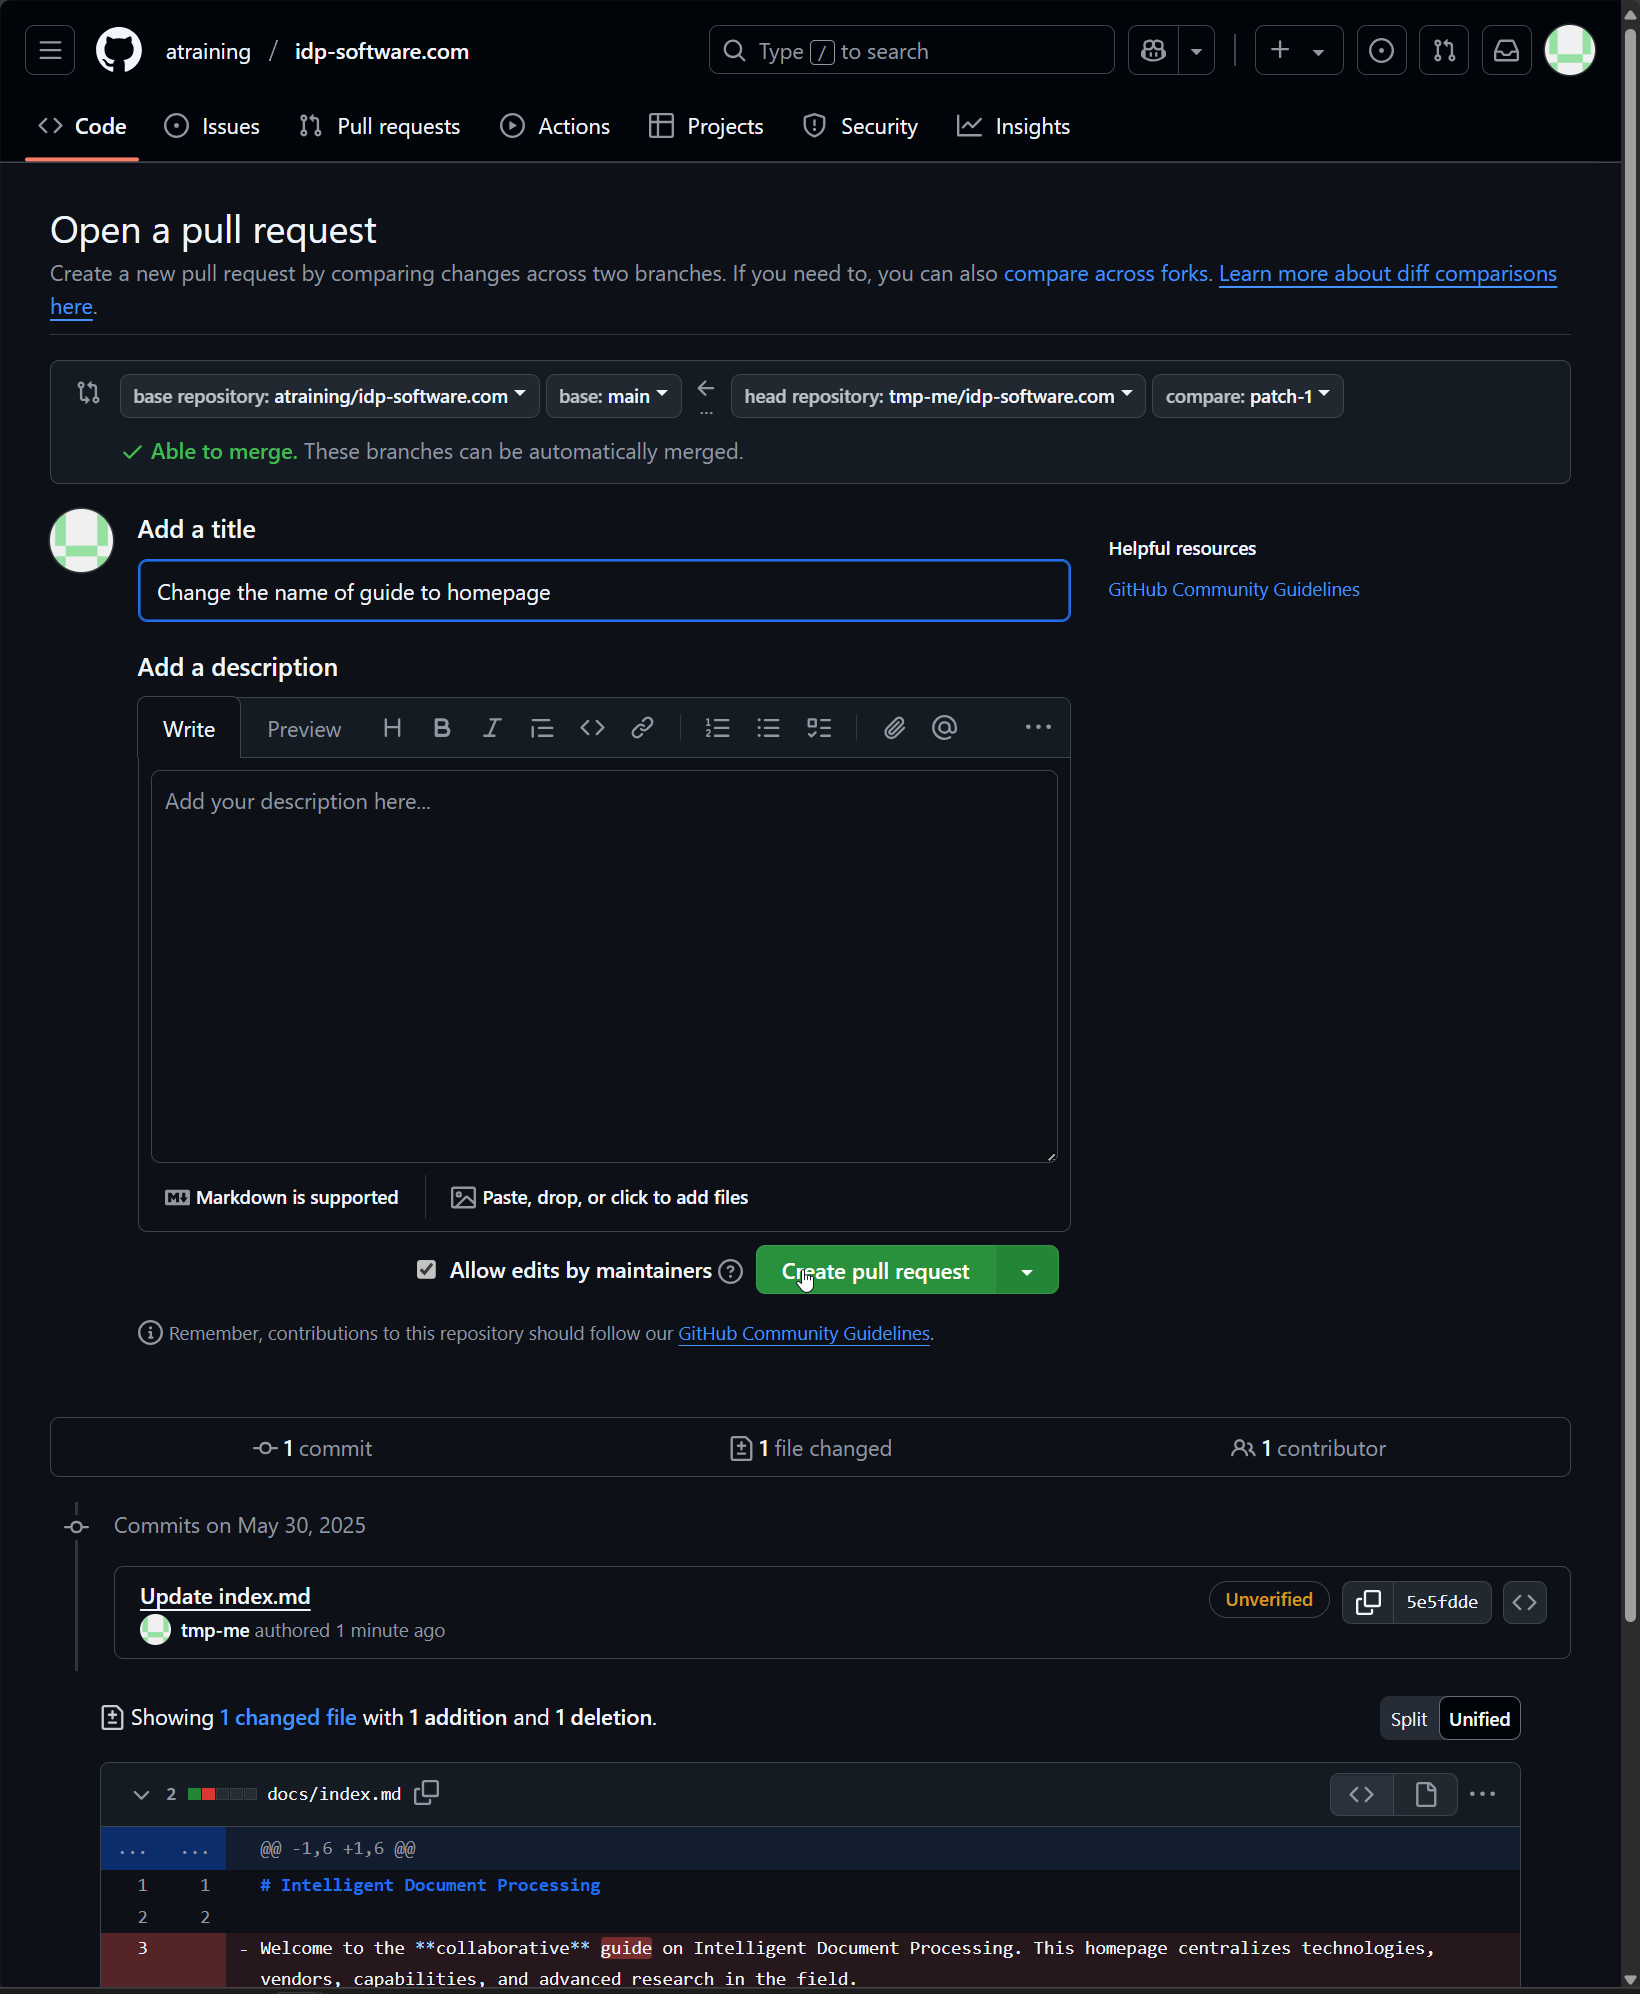 atraining / idp-software.com
Type / to search
Code
Issues
Pull requests
Actions
Projects
Security
Insights
Open a pull request
Create a new pull request by comparing changes across two branches. If you need to, you can also compare across forks. Learn more about diff comparisons
here.
base repository: atraining/idp-software.com
base: main
...
head repository: tmp-me/idp-software.com
compare: patch-1
Able to merge. These branches can be automatically merged.
Add a title
Change the name of guide to homepage
Helpful resources
GitHub Community Guidelines
Add a description
Write
Preview
Add your description here...
Markdown is supported
Paste, drop, or click to add files
Allow edits by maintainers
Create pull request
Remember, contributions to this repository should follow our GitHub Community Guidelines.
1 commit
1 file changed
1 contributor
Commits on May 30, 2025
Update index.md
tmp-me authored 1 minute ago
Unverified
5e5fdde
Showing 1 changed file with 1 addition and 1 deletion.
Split
Unified
2 docs/index.md
... ... @@ -1,6 +1,6 @@
1 1 # Intelligent Document Processing
2 2
3 - Welcome to the **collaborative** guide on Intelligent Document Processing. This homepage centralizes technologies,
vendors, capabilities, and advanced research in the field.